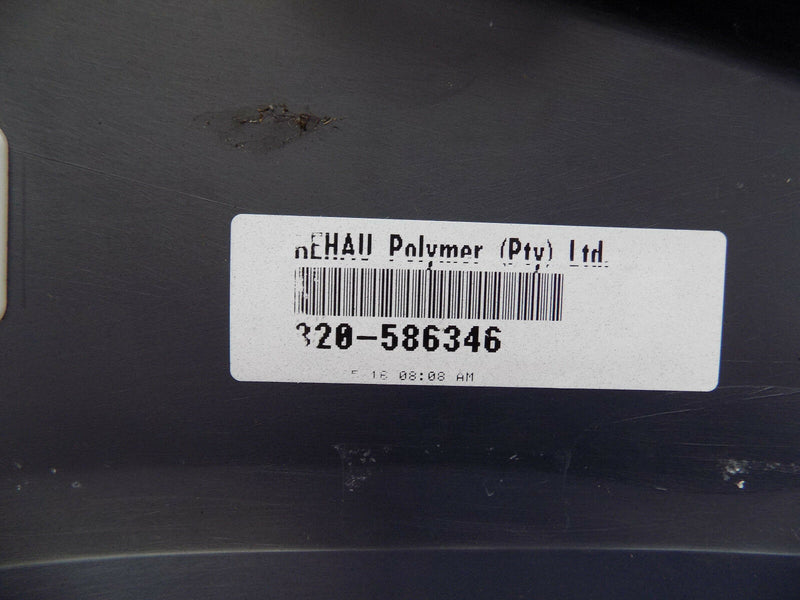 REHAU Polymer (Pty) Ltd.
320-586346
16 08:08 AM